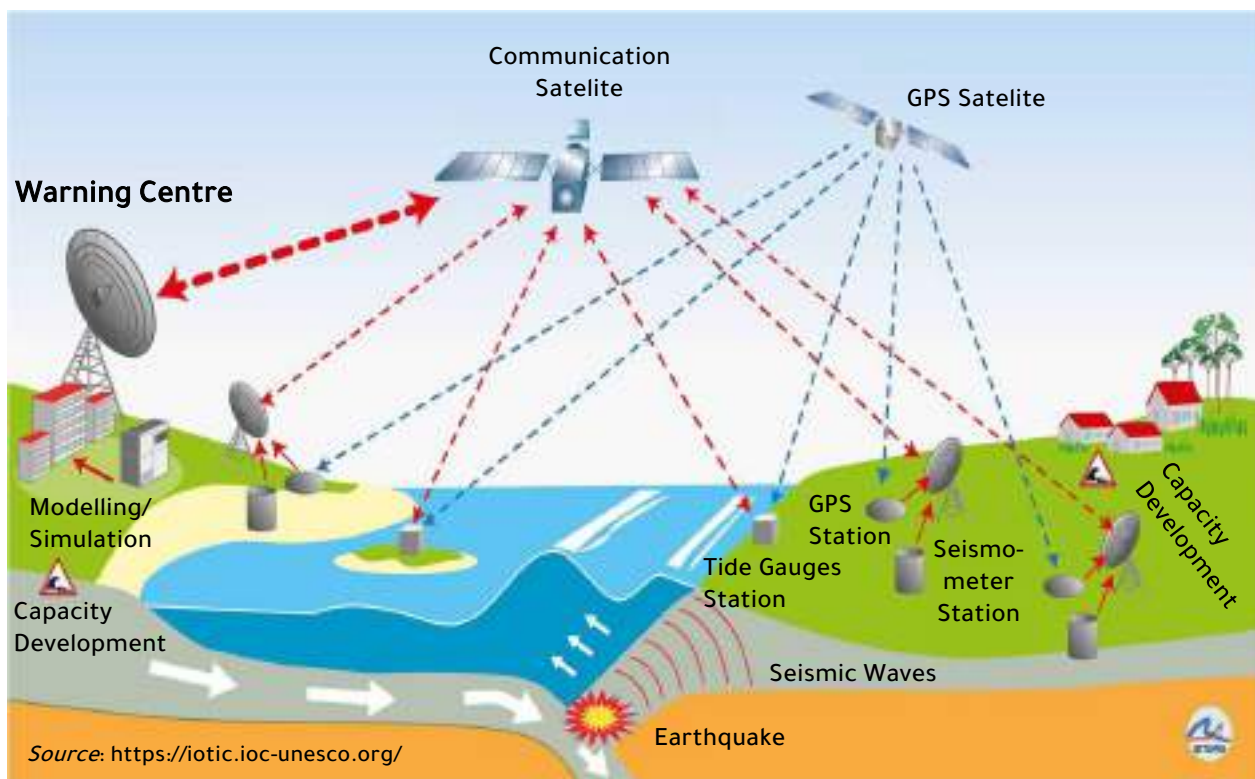 Communication
Satelite
GPS Satelite
Warning Centre
Modelling/
Simulation
Capacity
Development
GPS
Station
Seismo-
meter
Station
Tide Gauges
Station
Capacity
Development
Seismic Waves
Earthquake
Source: https://iotic.ioc-unesco.org/